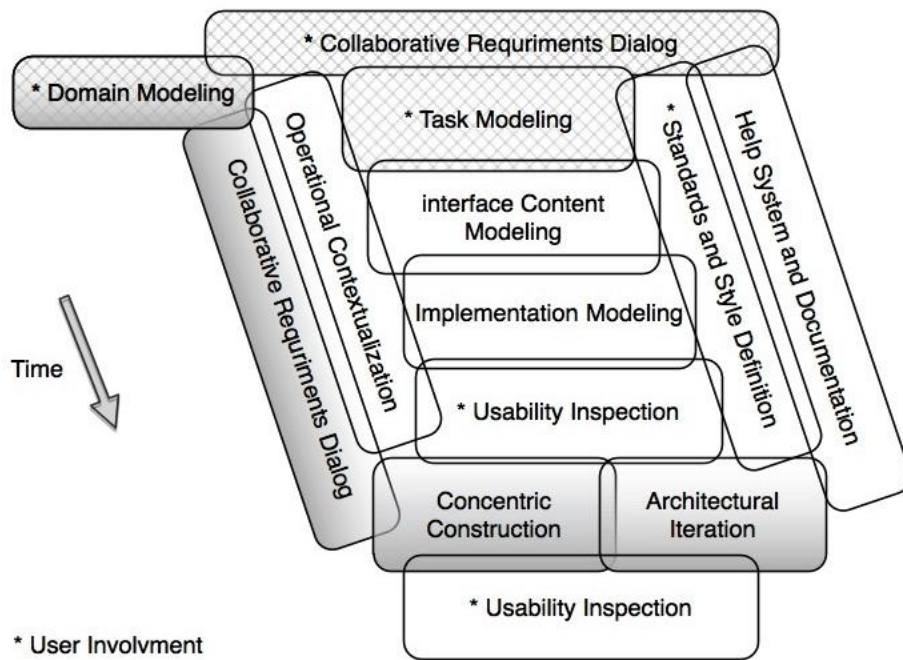 * Collaborative Requriments Dialog
* Domain Modeling
* Task Modeling
Collaborative Requriments Dialog
Operational Contextualization
* Standards and Style Definition
Help System and Documentation
interface Content
Modeling
Implementation Modeling
Time
* Usability Inspection
Concentric
Construction
Architectural
Iteration
* Usability Inspection
* User Involvment